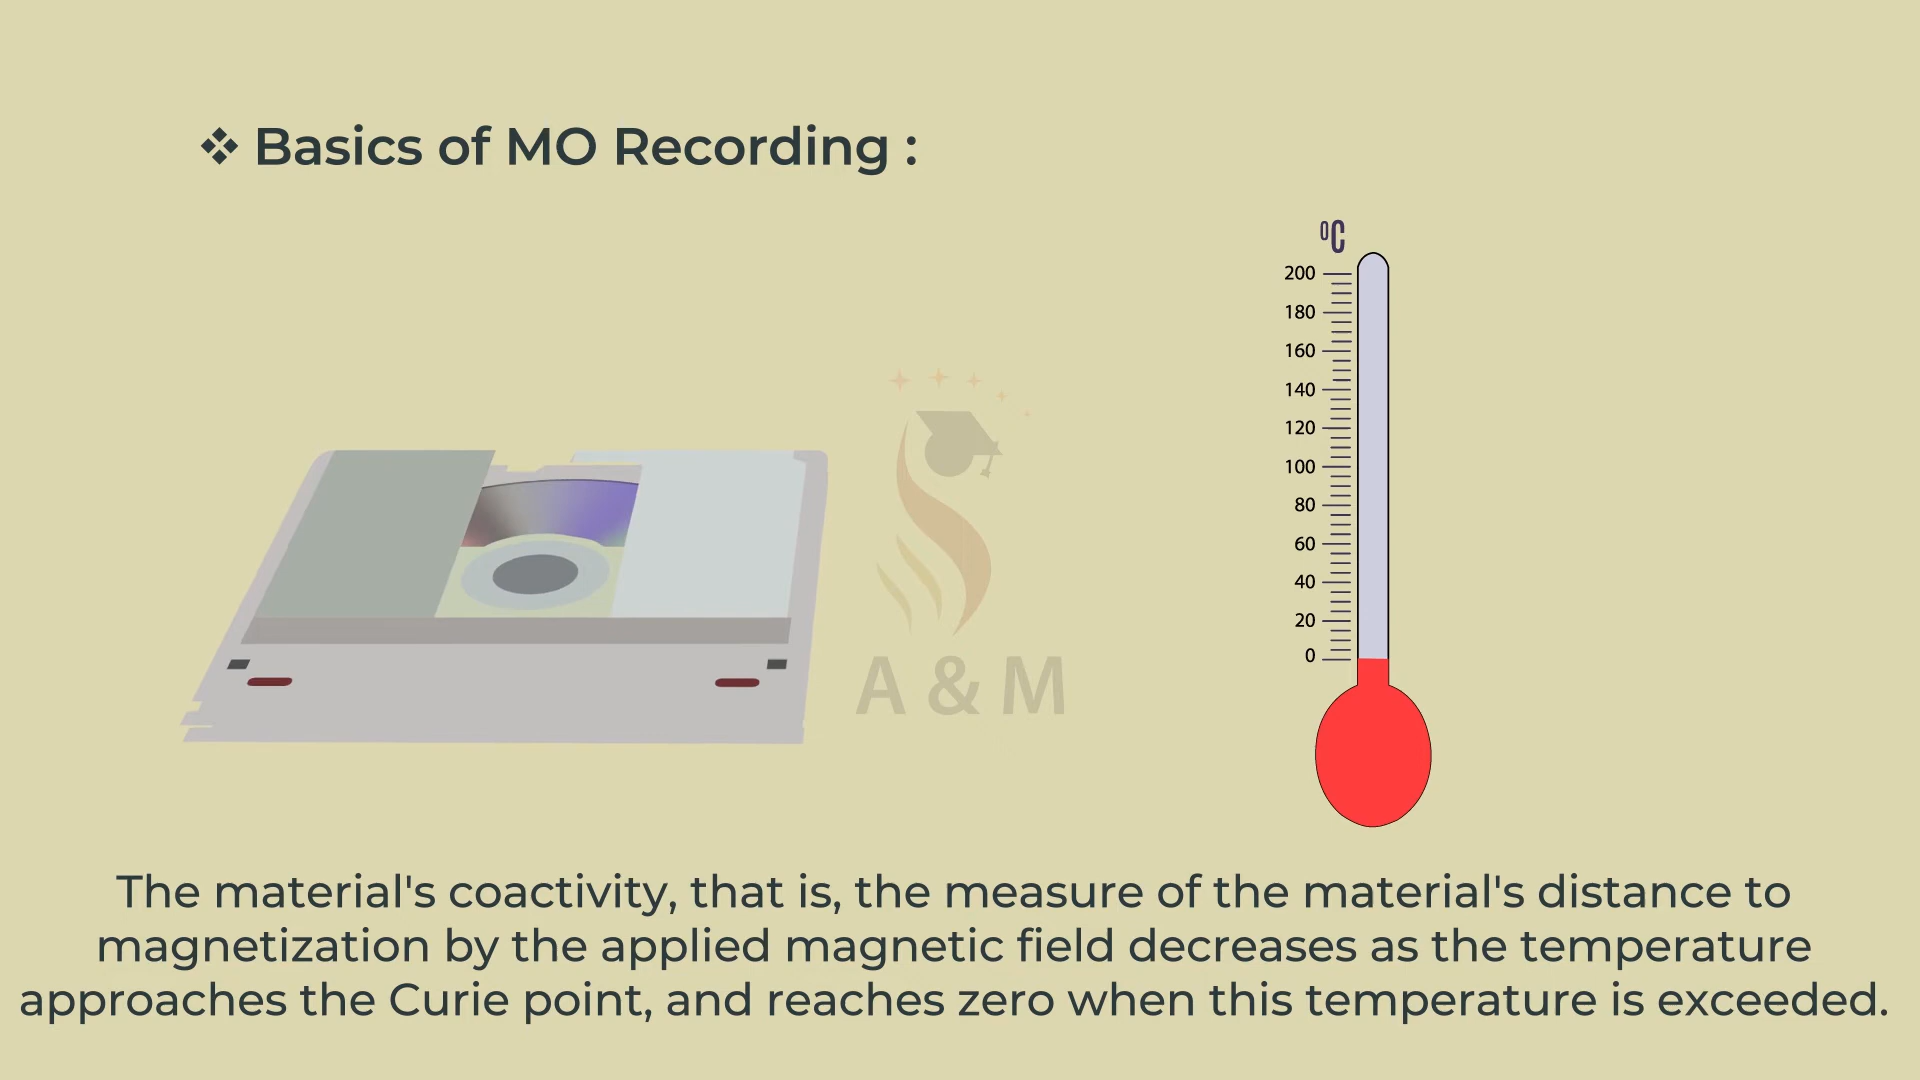 ❖ Basics of MO Recording :
⁰C
200
180
160
140
120
100
80
60
40
20
0
A & M
The material's coactivity, that is, the measure of the material's distance to
magnetization by the applied magnetic field decreases as the temperature
approaches the Curie point, and reaches zero when this temperature is exceeded.